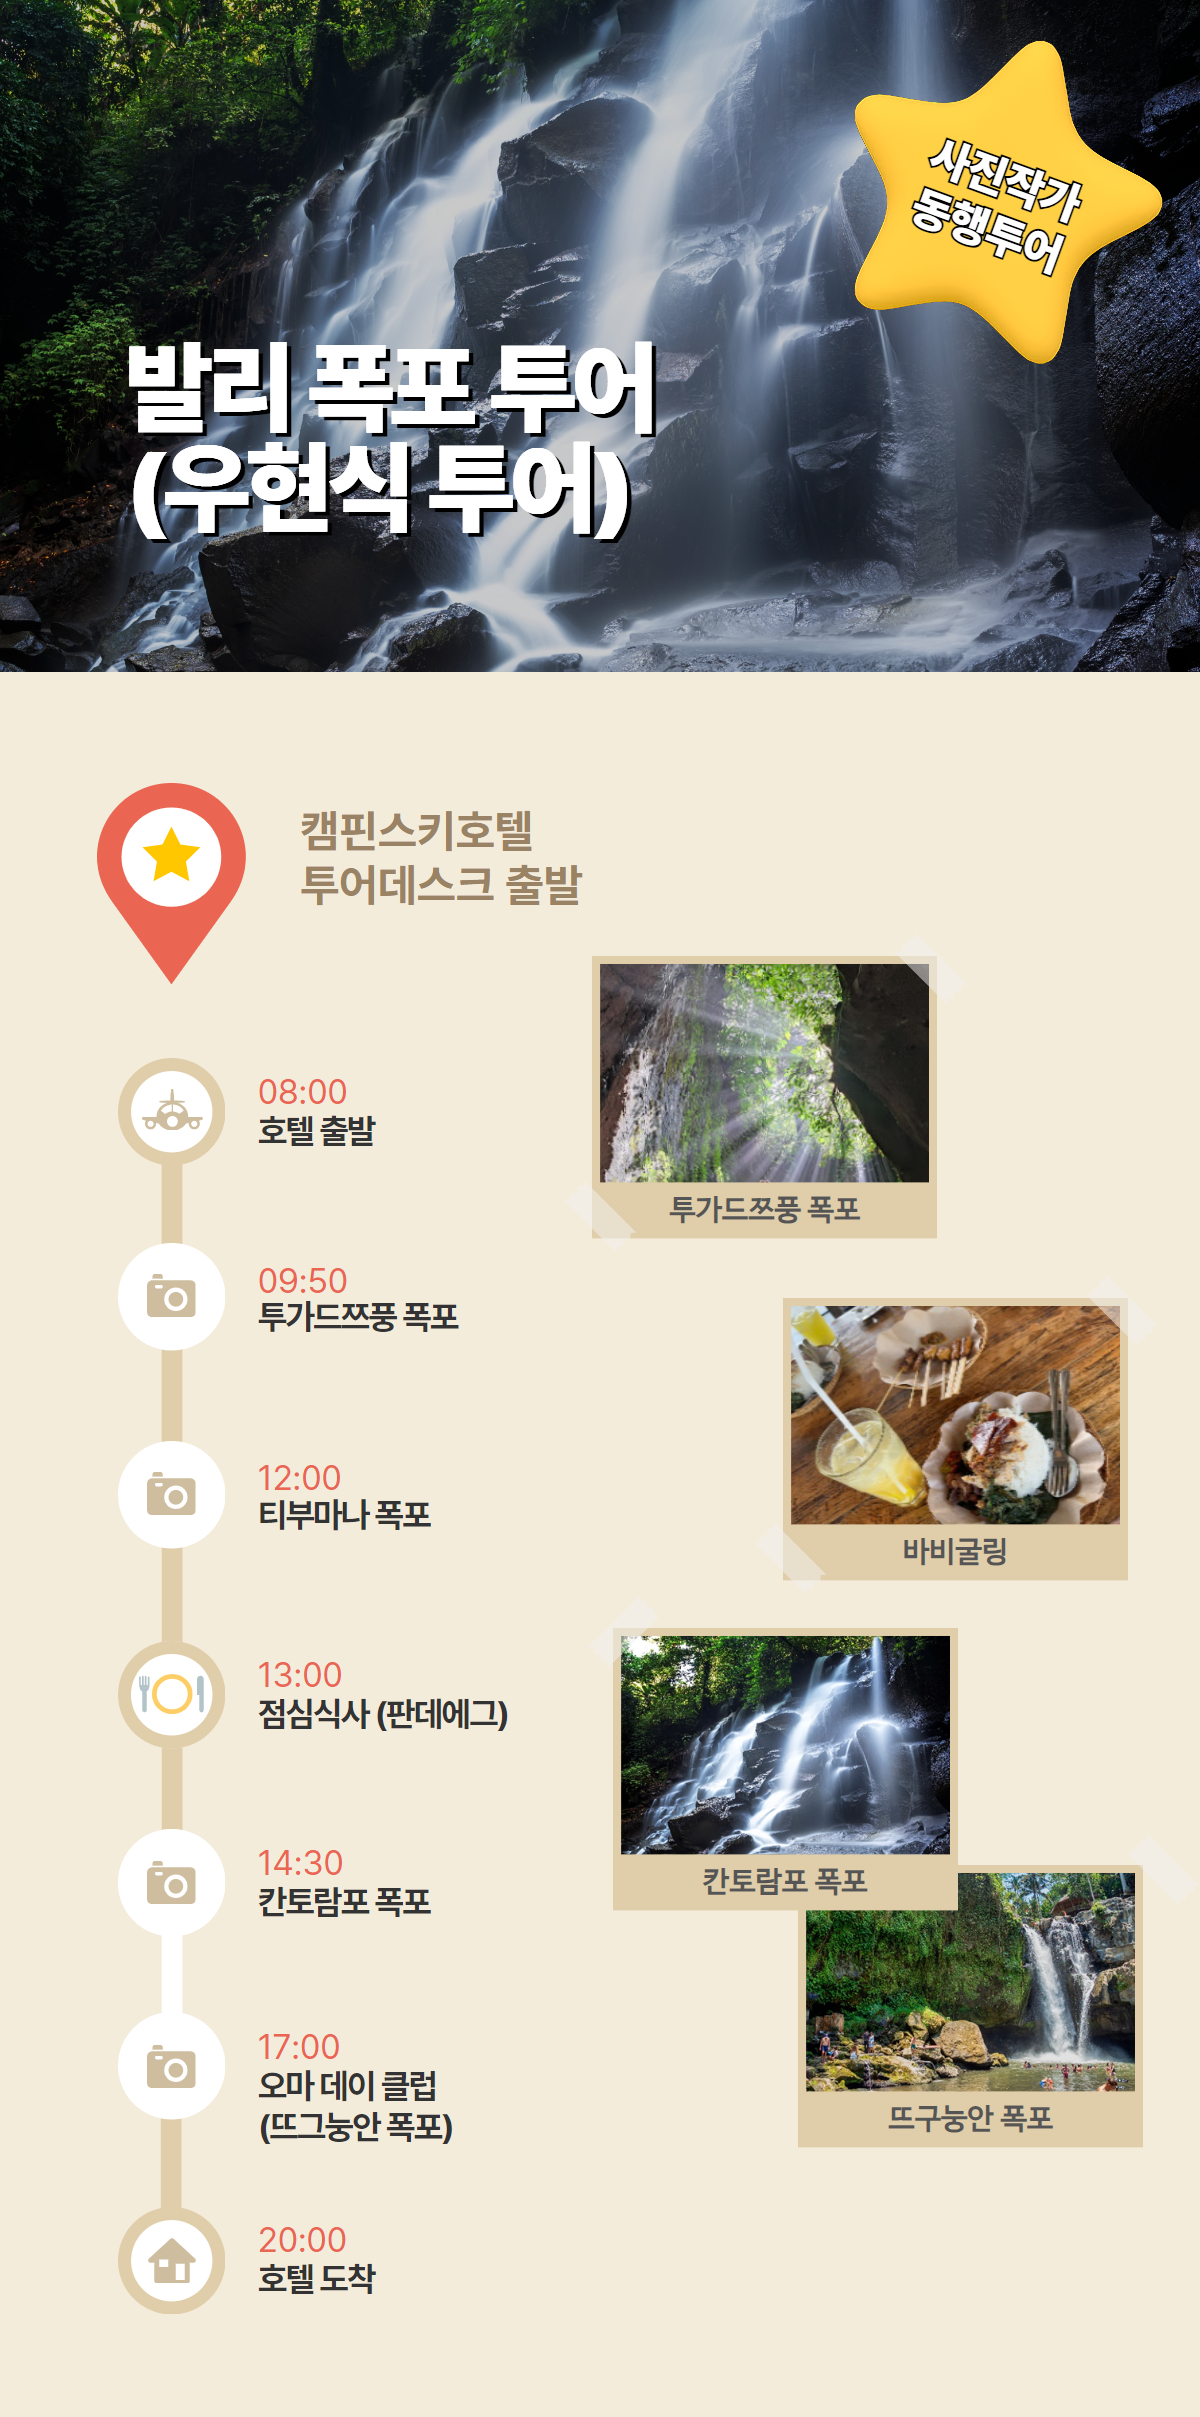 사진작가
동행투어
발리 폭포 투어
(우현식 투어)
캠핀스키호텔
투어데스크 출발
08:00
호텔 출발
투가드쯔풍 폭포
09:50
투가드쯔풍 폭포
12:00
티부마나 폭포
바비굴링
13:00
점심식사 (판데에그)
14:30
칸토람포 폭포
칸토람포 폭포
17:00
오마 데이 클럽
(뜨그눙안 폭포)
뜨구눙안 폭포
20:00
호텔 도착